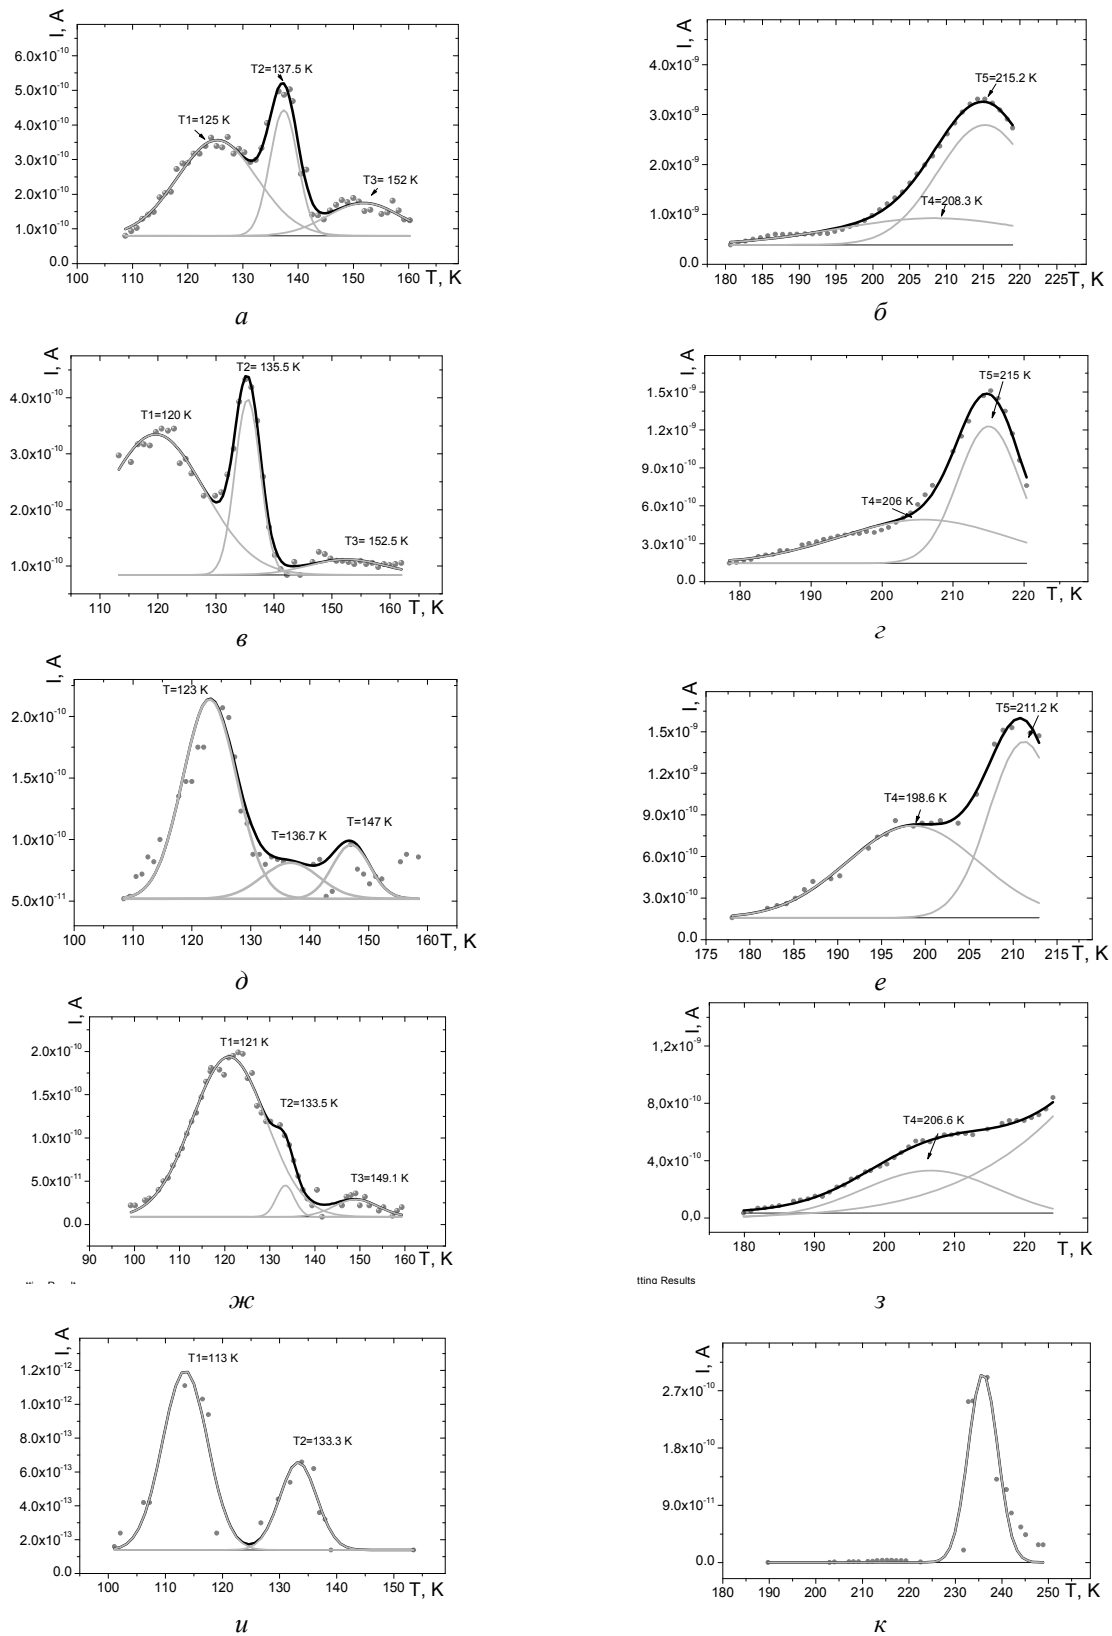 I, A
6.0x10⁻¹⁰
5.0x10⁻¹⁰
4.0x10⁻¹⁰
3.0x10⁻¹⁰
2.0x10⁻¹⁰
1.0x10⁻¹⁰
0.0
T1=125 K
T2=137.5 K
T3= 152 K
100 110 120 130 140 150 160 T, K
а
I, A
4.0x10⁻⁹
3.0x10⁻⁹
2.0x10⁻⁹
1.0x10⁻⁹
0.0
T5=215.2 K
T4=208.3 K
180 185 190 195 200 205 210 215 220 225 T, K
б
I, A
4.0x10⁻¹⁰
3.0x10⁻¹⁰
2.0x10⁻¹⁰
1.0x10⁻¹⁰
T2= 135.5 K
T1=120 K
T3= 152.5 K
110 120 130 140 150 160 T, K
в
I, A
1.5x10⁻⁹
1.2x10⁻⁹
9.0x10⁻¹⁰
6.0x10⁻¹⁰
3.0x10⁻¹⁰
0.0
T5=215 K
T4=206 K
180 190 200 210 220 T, K
г
I, A
2.0x10⁻¹⁰
1.5x10⁻¹⁰
1.0x10⁻¹⁰
5.0x10⁻¹¹
T=123 K
T=136.7 K
T=147 K
100 110 120 130 140 150 160 T, K
д
I, A
1.5x10⁻⁹
1.2x10⁻⁹
9.0x10⁻¹⁰
6.0x10⁻¹⁰
3.0x10⁻¹⁰
0.0
T5=211.2 K
T4=198.6 K
175 180 185 190 195 200 205 210 215 T, K
е
I, A
2.0x10⁻¹⁰
1.5x10⁻¹⁰
1.0x10⁻¹⁰
5.0x10⁻¹¹
0.0
T1=121 K
T2=133.5 K
T3=149.1 K
90 100 110 120 130 140 150 160 T, K
ж
I, A
1,2x10⁻⁹
8,0x10⁻¹⁰
4,0x10⁻¹⁰
0,0
T4=206.6 K
180 190 200 210 220 T, K
tting Results
з
I, A
1.2x10⁻¹²
1.0x10⁻¹²
8.0x10⁻¹³
6.0x10⁻¹³
4.0x10⁻¹³
2.0x10⁻¹³
0.0
T1=113 K
T2=133.3 K
100 110 120 130 140 150 T, K
и
I, A
2.7x10⁻¹⁰
1.8x10⁻¹⁰
9.0x10⁻¹¹
0.0
180 190 200 210 220 230 240 250 T, K
к